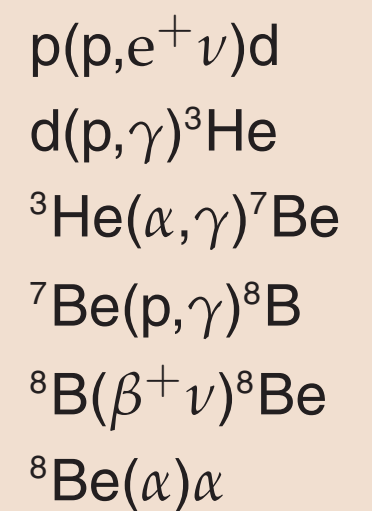 p(p,e⁺ν)d
d(p,γ)³He
³He(α,γ)⁷Be
⁷Be(p,γ)⁸B
⁸B(β⁺ν)⁸Be
⁸Be(α)α